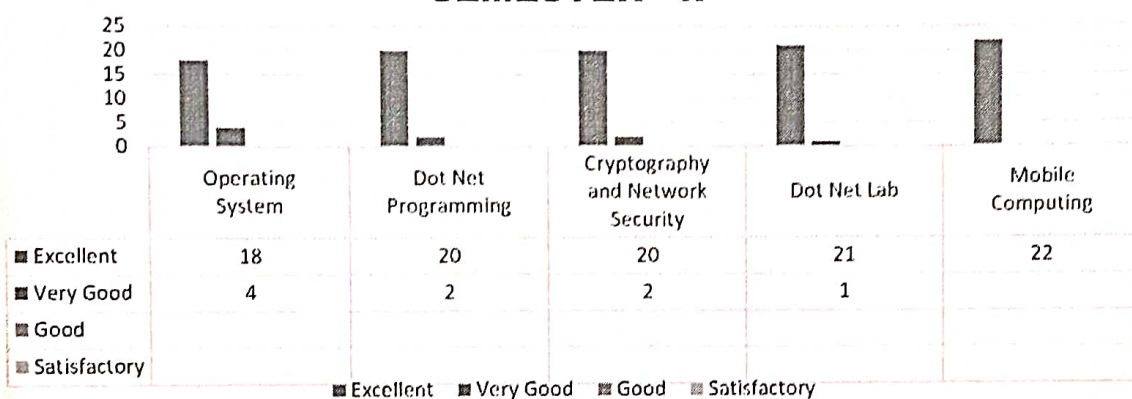 25
20
15
10
5
0
Operating System
Dot Net Programming
Cryptography and Network Security
Dot Net Lab
Mobile Computing
Excellent 18 20 20 21 22
Very Good 4 2 2 1
Good
Satisfactory
Excellent Very Good Good Satisfactory